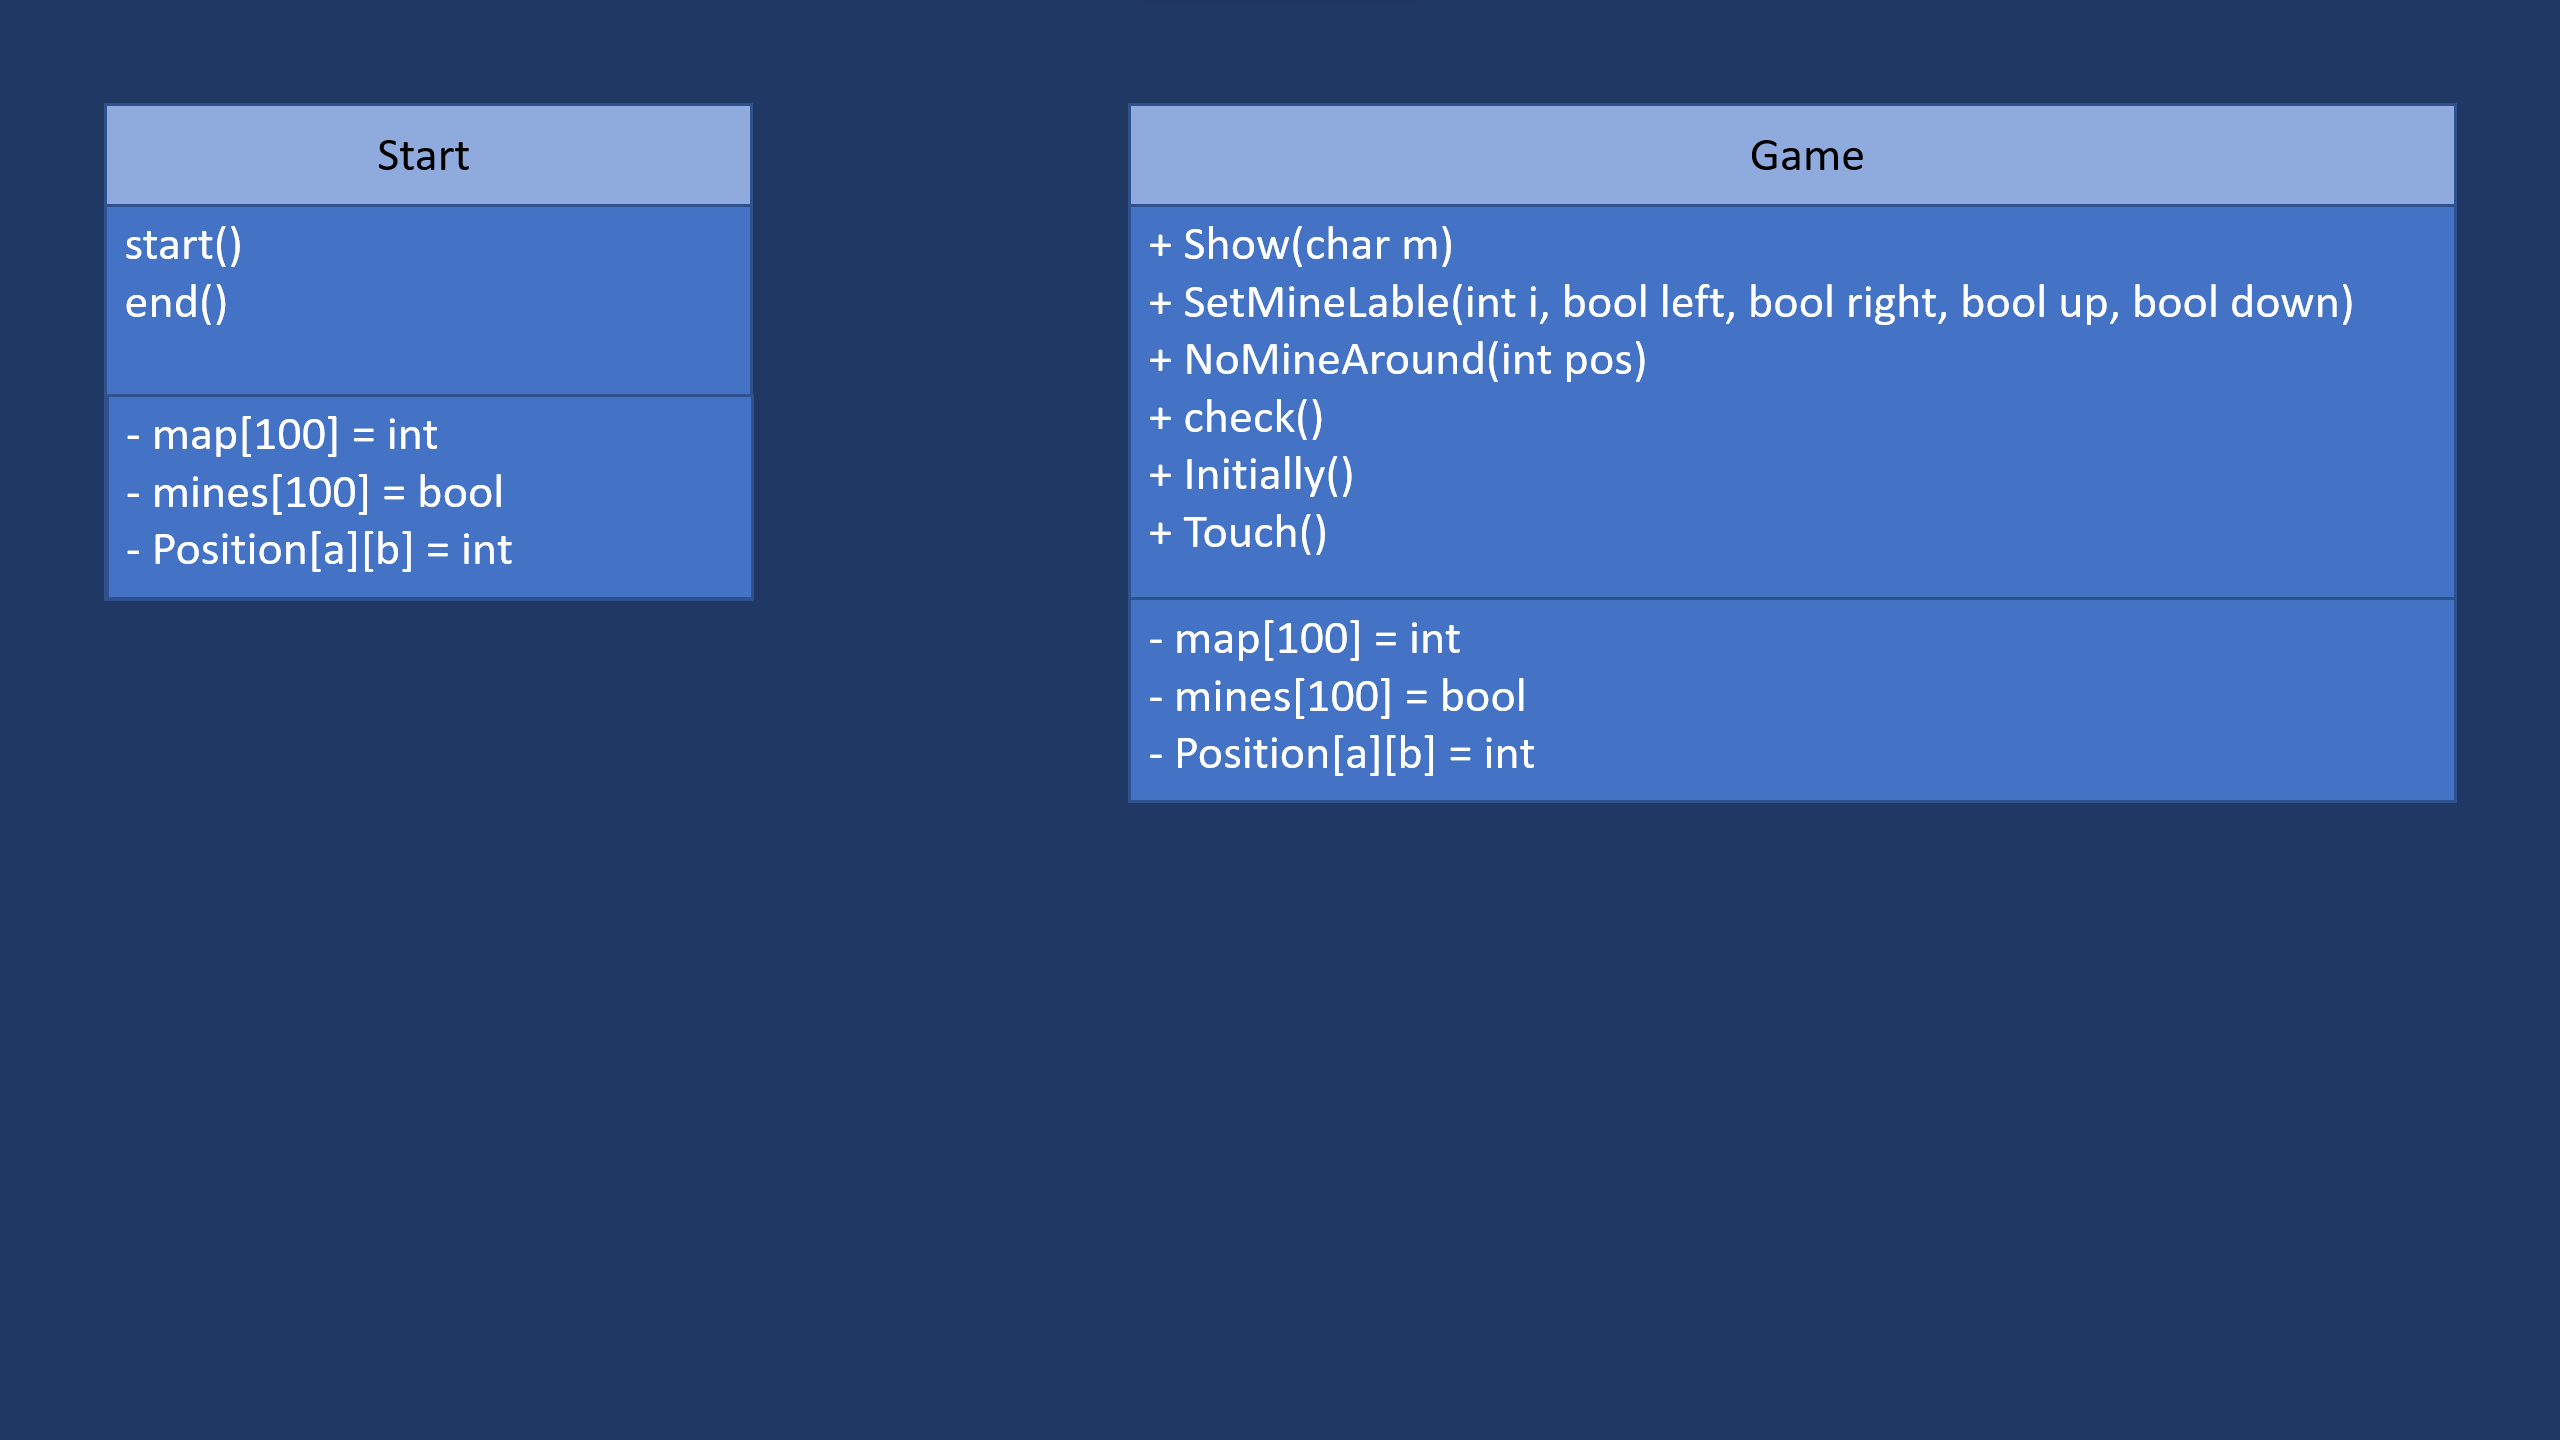 Start
start()
end()
- map[100] = int
- mines[100] = bool
- Position[a][b] = int
Game
+ Show(char m)
+ SetMineLable(int i, bool left, bool right, bool up, bool down)
+ NoMineAround(int pos)
+ check()
+ Initially()
+ Touch()
- map[100] = int
- mines[100] = bool
- Position[a][b] = int